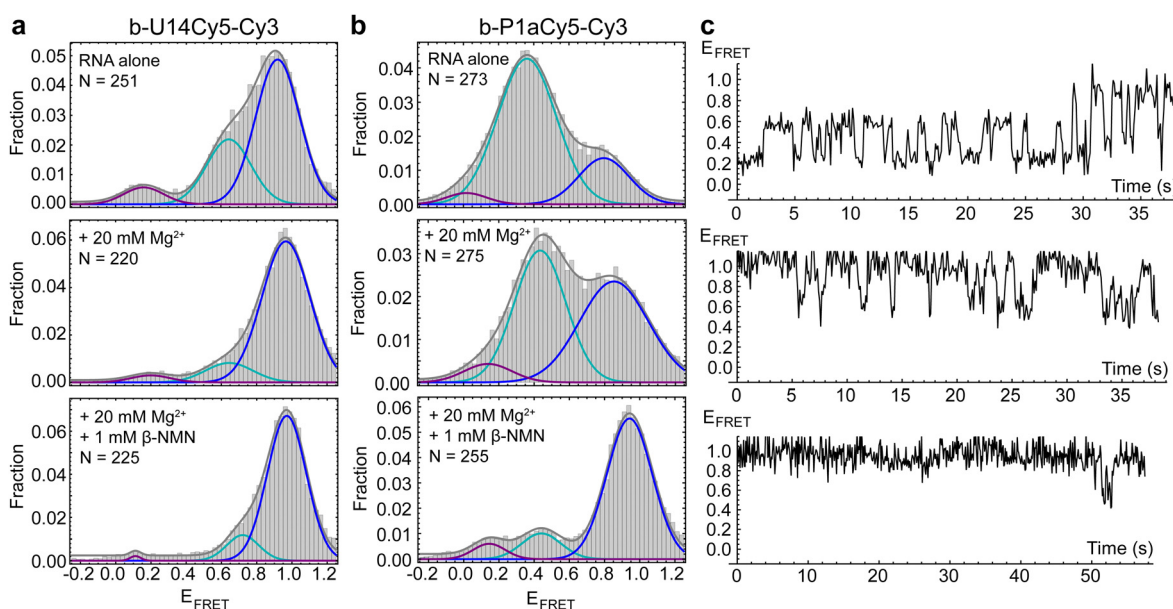 a
b-U14Cy5-Cy3
b
b-P1aCy5-Cy3
c
Fraction
0.05
0.04
0.03
0.02
0.01
0.00
RNA alone
N = 251
Fraction
0.06
0.04
0.02
0.00
+ 20 mM Mg²⁺
N = 220
Fraction
0.06
0.04
0.02
0.00
+ 20 mM Mg²⁺
+ 1 mM β-NMN
N = 225
-0.2 0.0 0.2 0.4 0.6 0.8 1.0 1.2
E_FRET
Fraction
0.04
0.03
0.02
0.01
0.00
RNA alone
N = 273
Fraction
0.03
0.02
0.01
0.00
+ 20 mM Mg²⁺
N = 275
Fraction
0.05
0.04
0.03
0.02
0.01
0.00
+ 20 mM Mg²⁺
+ 1 mM β-NMN
N = 255
0.0 0.2 0.4 0.6 0.8 1.0 1.2
E_FRET
E_FRET
1.0
0.8
0.6
0.4
0.2
0.0
Time (s
0 5 10 15 20 25 30 35
E_FRET
1.0
0.8
0.6
0.4
0.2
0.0
Time (s)
0 5 10 15 20 25 30 35
E_FRET
1.0
0.8
0.6
0.4
0.2
0.0
Time (s)
0 10 20 30 40 50